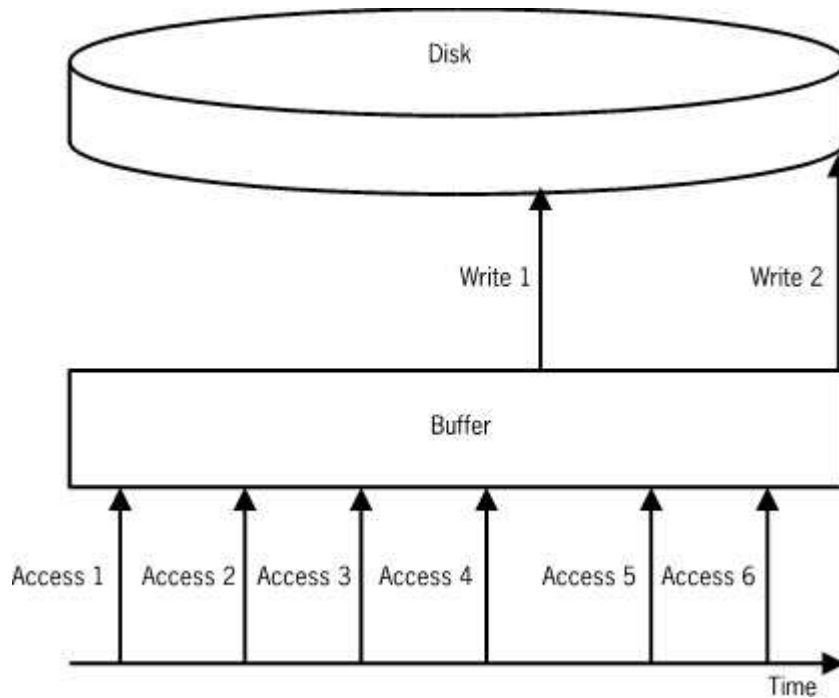 Disk
Write 1
Write 2
Buffer
Access 1
Access 2
Access 3
Access 4
Access 5
Access 6
Time